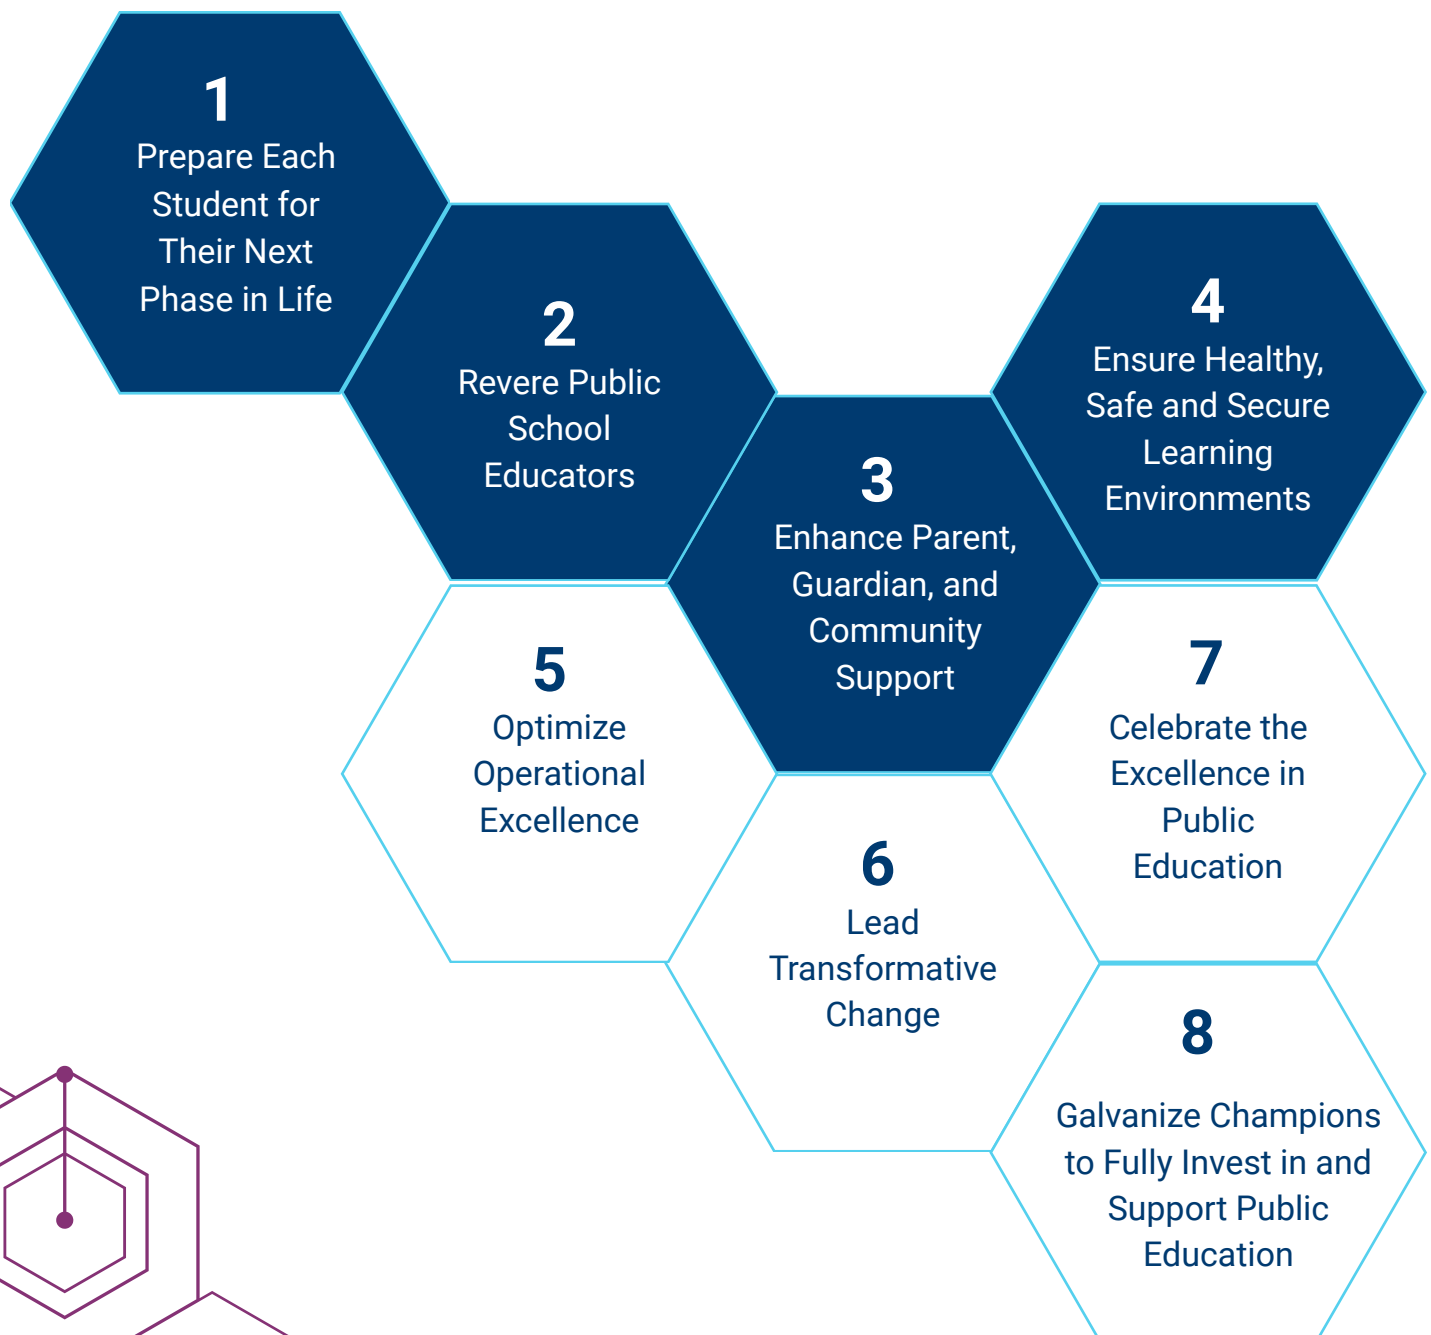 1
Prepare Each
Student for
Their Next
Phase in Life
2
Revere Public
School
Educators
3
Enhance Parent,
Guardian, and
Community
Support
4
Ensure Healthy,
Safe and Secure
Learning
Environments
5
Optimize
Operational
Excellence
6
Lead
Transformative
Change
7
Celebrate the
Excellence in
Public
Education
8
Galvanize Champions
to Fully Invest in and
Support Public
Education